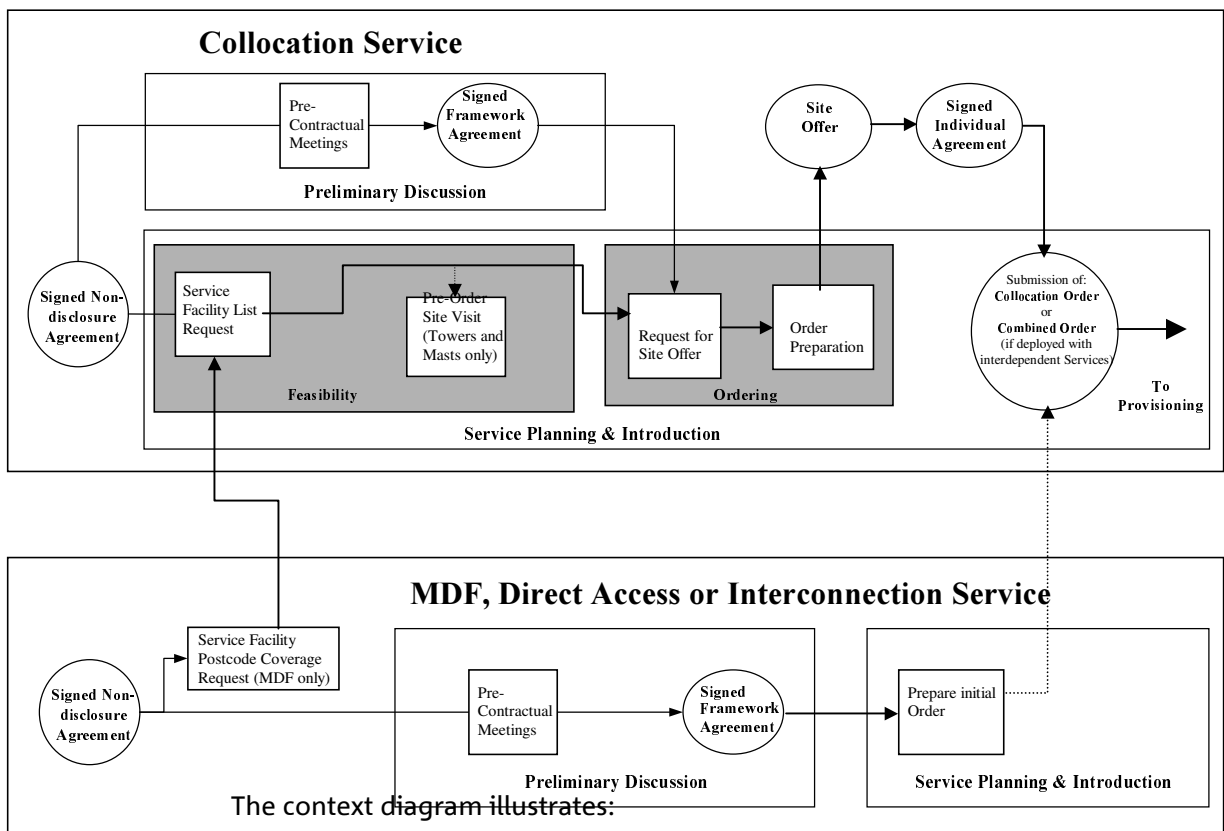 Collocation Service
Pre-
Contractual
Meetings
Signed
Framework
Agreement
Preliminary Discussion
Site
Offer
Signed
Individual
Agreement
Signed Non-
disclosure
Agreement
Service
Facility List
Request
Pre-Order
Site Visit
(Towers and
Masts only)
Feasibility
Request for
Site Offer
Order
Preparation
Ordering
Service Planning & Introduction
Submission of:
Collocation Order
or
Combined Order
(if deployed with
interdependent Services)
To
Provisioning
MDF, Direct Access or Interconnection Service
Signed Non-
disclosure
Agreement
Service Facility
Postcode Coverage
Request (MDF only)
Pre-
Contractual
Meetings
Signed
Framework
Agreement
Preliminary Discussion
Prepare initial
Order
Service Planning & Introduction
The context diagram illustrates: